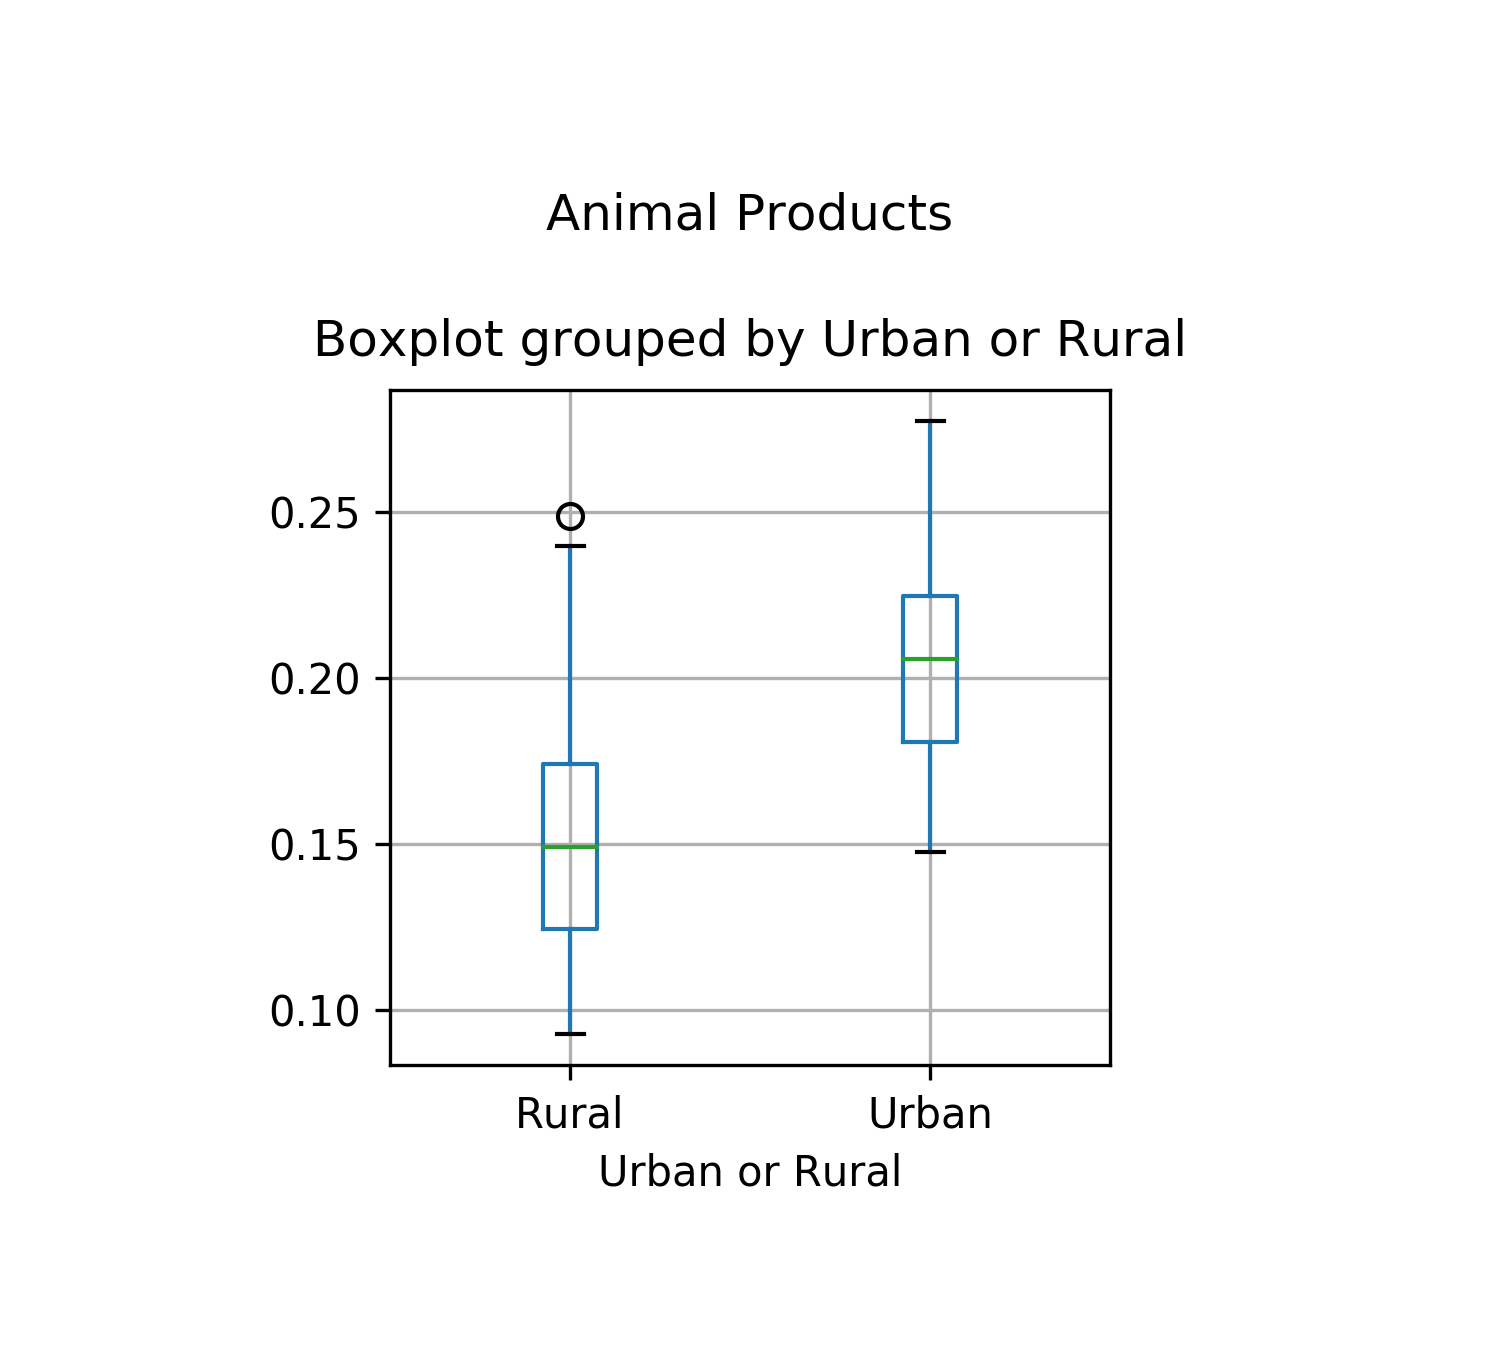 Animal Products
Boxplot grouped by Urban or Rural
0.25
0.20
0.15
0.10
Rural Urban
Urban or Rural